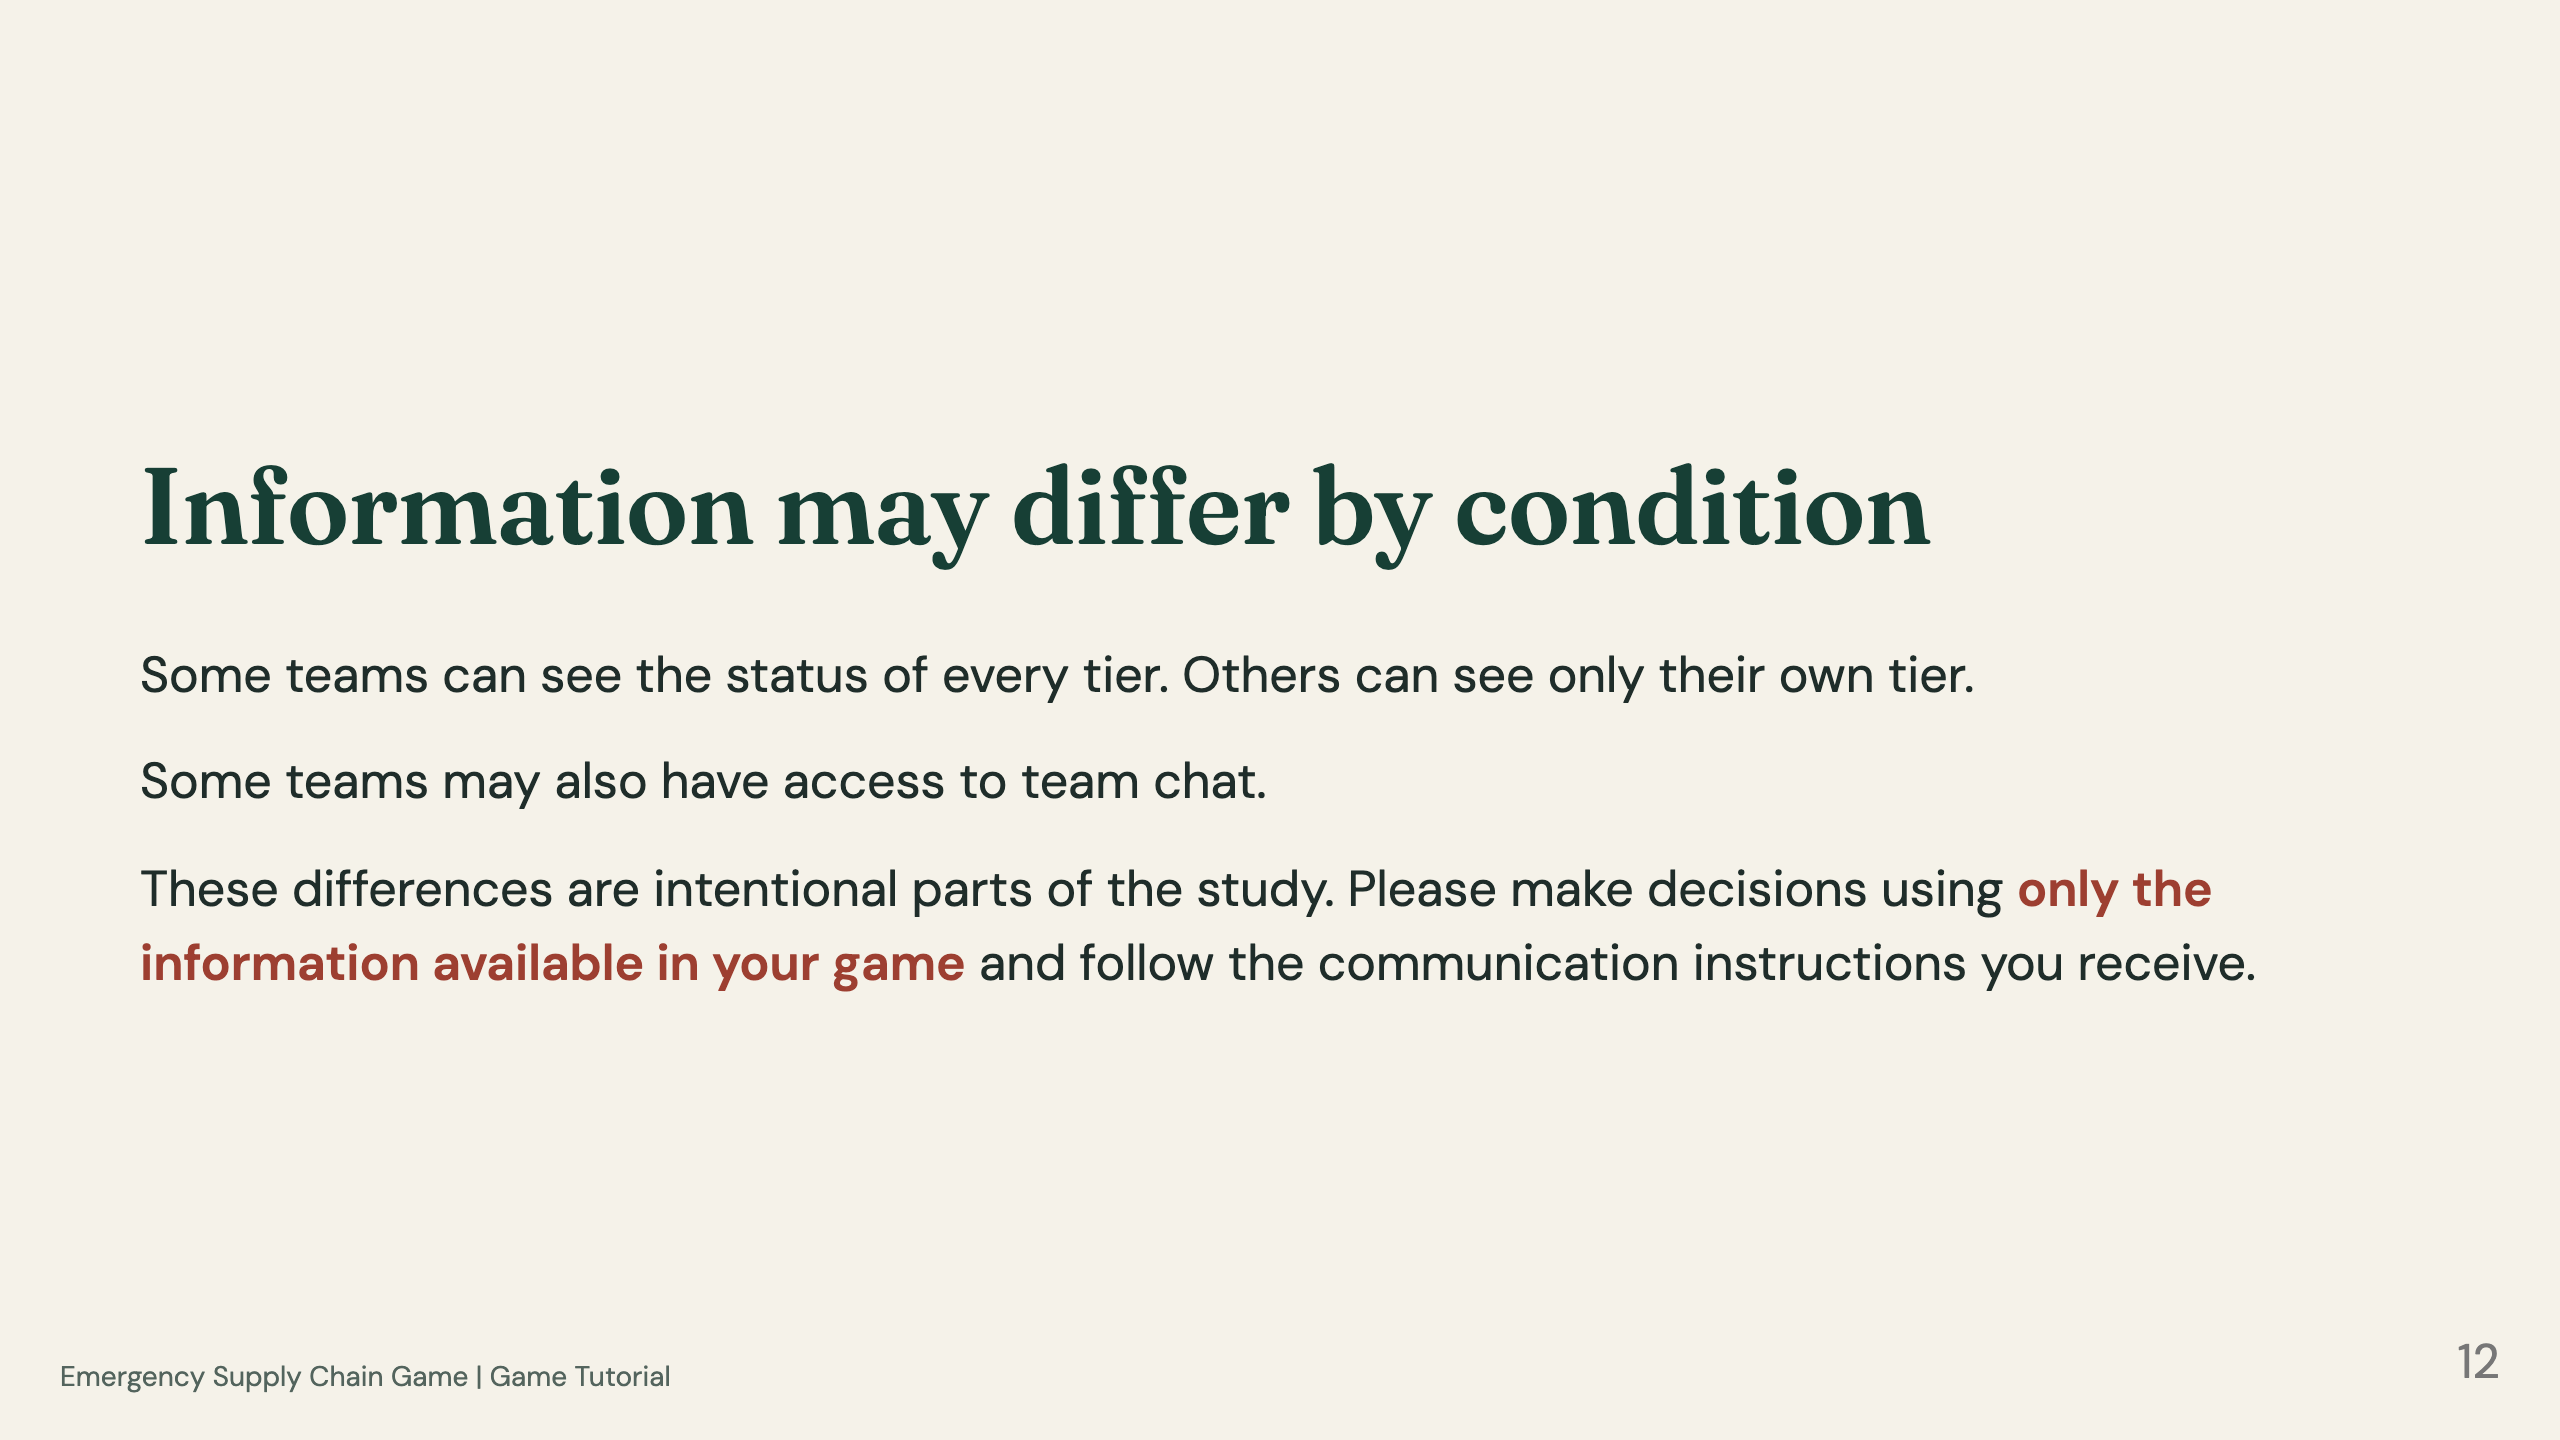 Information may differ by condition
Some teams can see the status of every tier. Others can see only their own tier.
Some teams may also have access to team chat.
These differences are intentional parts of the study. Please make decisions using only the
information available in your game and follow the communication instructions you receive.
Emergency Supply Chain Game | Game Tutorial
12